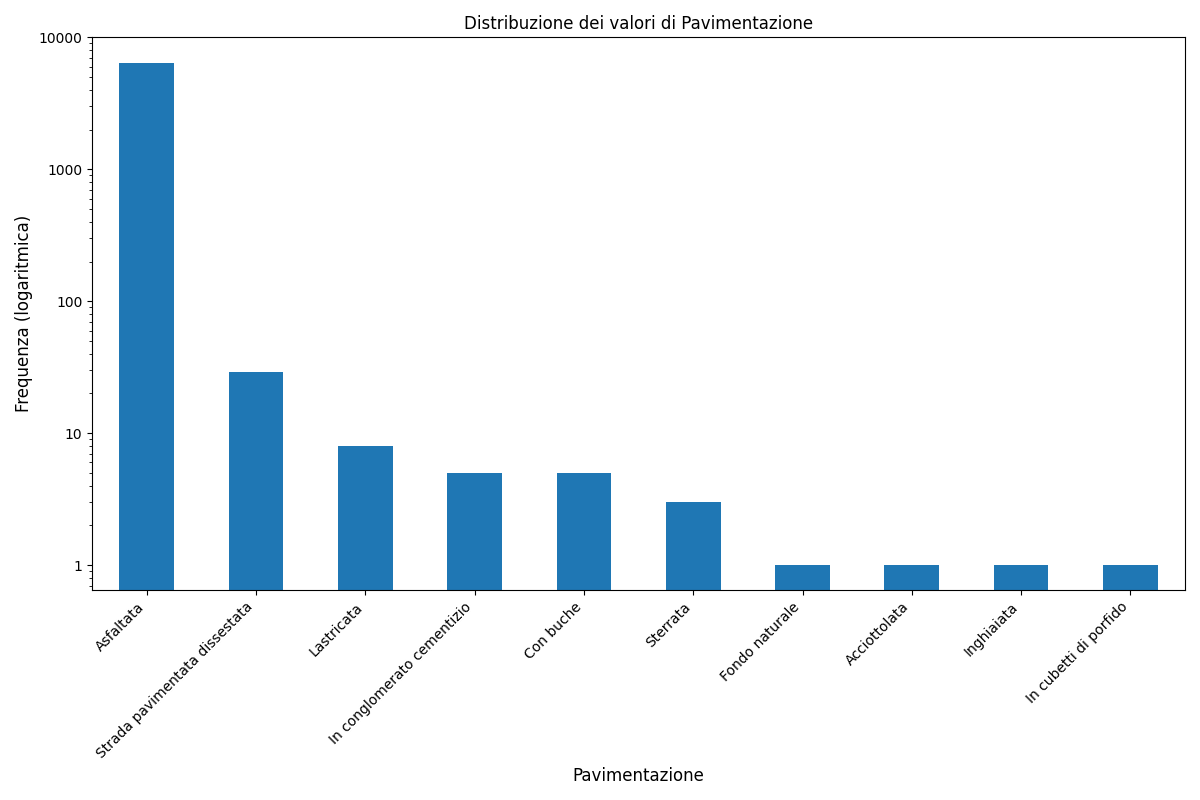 Distribuzione dei valori di Pavimentazione
Frequenza (logaritmica)
10000
1000
100
10
1
Asfaltata
Strada pavimentata dissestata
Lastricata
In conglomerato cementizio
Con buche
Sterrata
Fondo naturale
Acciottolata
Inghiaiata
In cubetti di porfido
Pavimentazione